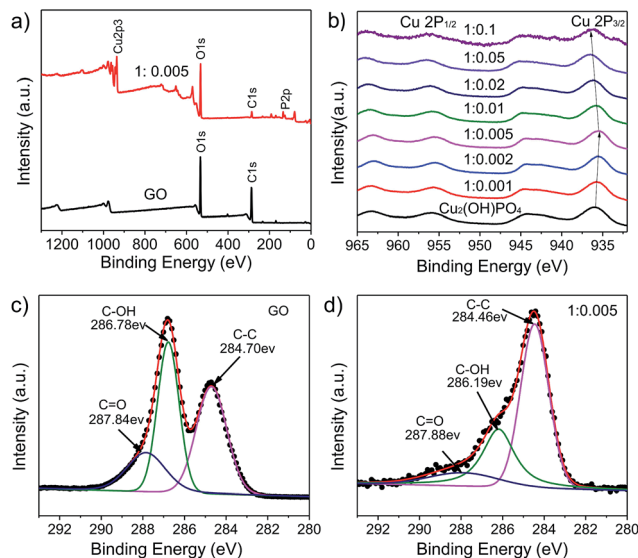 a)
Cu2p3
1: 0.005
O1s
C1s
P2p
O1s
C1s
GO
Intensity (a.u.)
1200 1000 800 600 400 200 0
Binding Energy (eV)
b)
Cu 2P1/2
Cu 2P3/2
1:0.1
1:0.05
1:0.02
1:0.01
1:0.005
1:0.002
1:0.001
Cu2(OH)PO4
Intensity(a.u.)
965 960 955 950 945 940 935
Binding Energy (eV)
c)
C-OH
286.78ev
GO
C-C
284.70ev
C=O
287.84ev
Intensity (a.u.)
292 290 288 286 284 282 280
Binding Energy (eV)
d)
C-C
284.46ev
1:0.005
C-OH
286.19ev
C=O
287.88ev
Intensity (a.u.)
292 290 288 286 284 282 280
Binding Energy (eV)